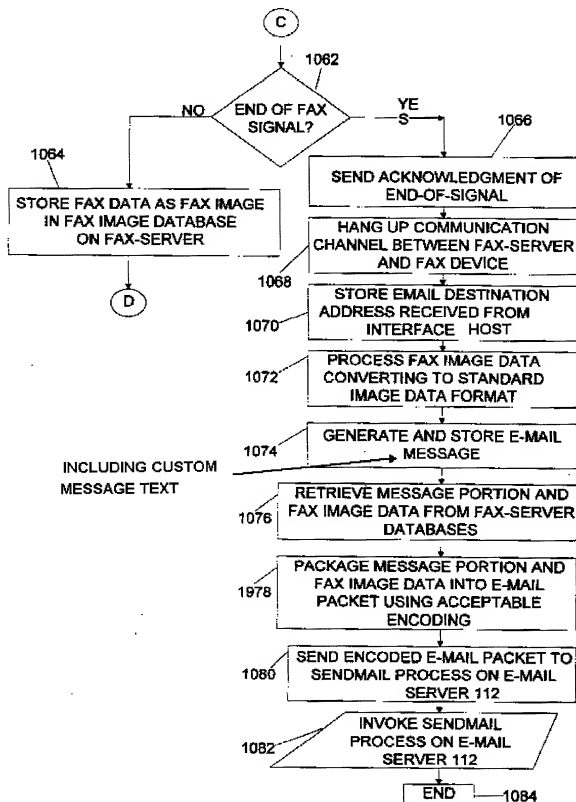 C
1062
END OF FAX
SIGNAL?
NO
YE
S
1066
1064
STORE FAX DATA AS FAX IMAGE
IN FAX IMAGE DATABASE
ON FAX-SERVER
D
SEND ACKNOWLEDGMENT OF
END-OF-SIGNAL
HANG UP COMMUNICATION
CHANNEL BETWEEN FAX-SERVER
AND FAX DEVICE
1068
STORE EMAIL DESTINATION
ADDRESS RECEIVED FROM
INTERFACE HOST
1070
PROCESS FAX IMAGE DATA
CONVERTING TO STANDARD
IMAGE DATA FORMAT
1072
GENERATE AND STORE E-MAIL
MESSAGE
1074
INCLUDING CUSTOM
MESSAGE TEXT
RETRIEVE MESSAGE PORTION AND
FAX IMAGE DATA FROM FAX-SERVER
DATABASES
1076
PACKAGE MESSAGE PORTION AND
FAX IMAGE DATA INTO E-MAIL
PACKET USING ACCEPTABLE
ENCODING
1978
SEND ENCODED E-MAIL PACKET TO
SENDMAIL PROCESS ON E-MAIL
SERVER 112
1080
INVOKE SENDMAIL
PROCESS ON E-MAIL
SERVER 112
1082
END
1084